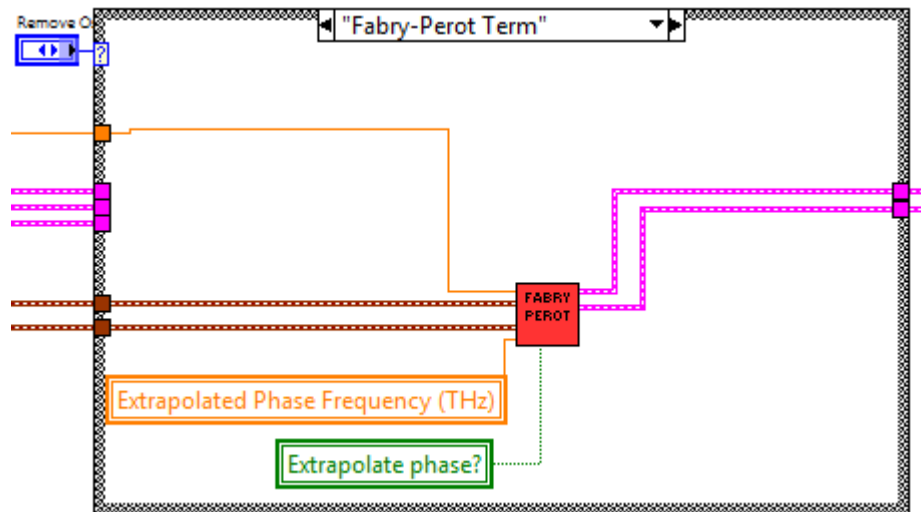 Remove O
"Fabry-Perot Term"
?
FABRY
PEROT
Extrapolated Phase Frequency (THz)
Extrapolate phase?